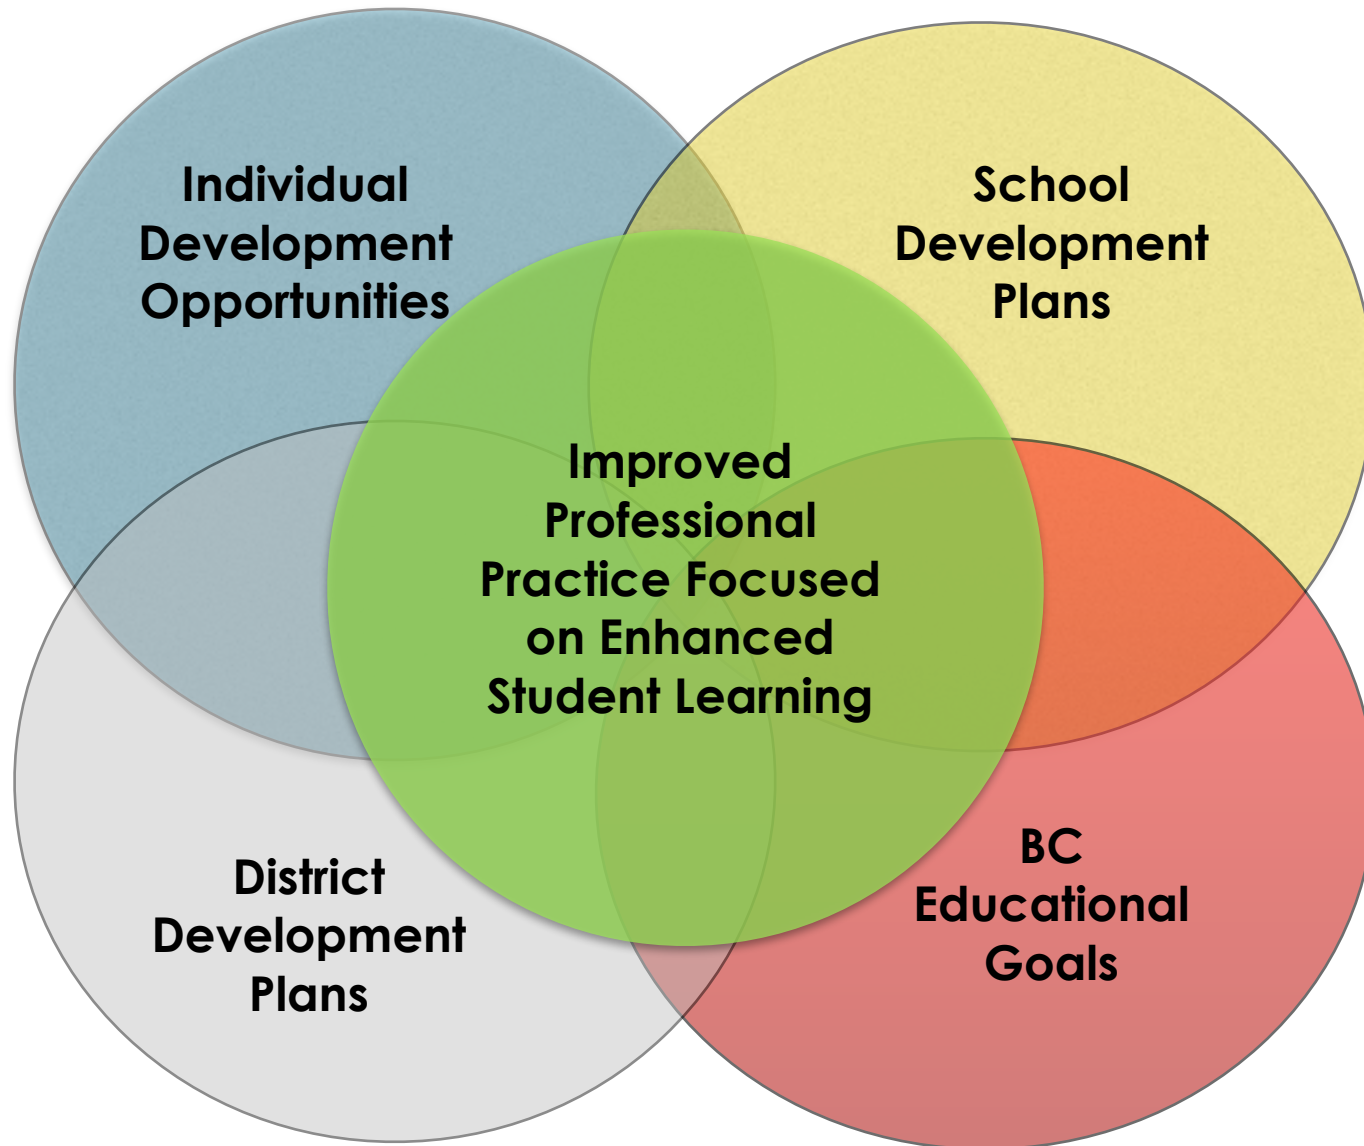 Individual
Development
Opportunities
School
Development
Plans
Improved
Professional
Practice Focused
on Enhanced
Student Learning
District
Development
Plans
BC
Educational
Goals